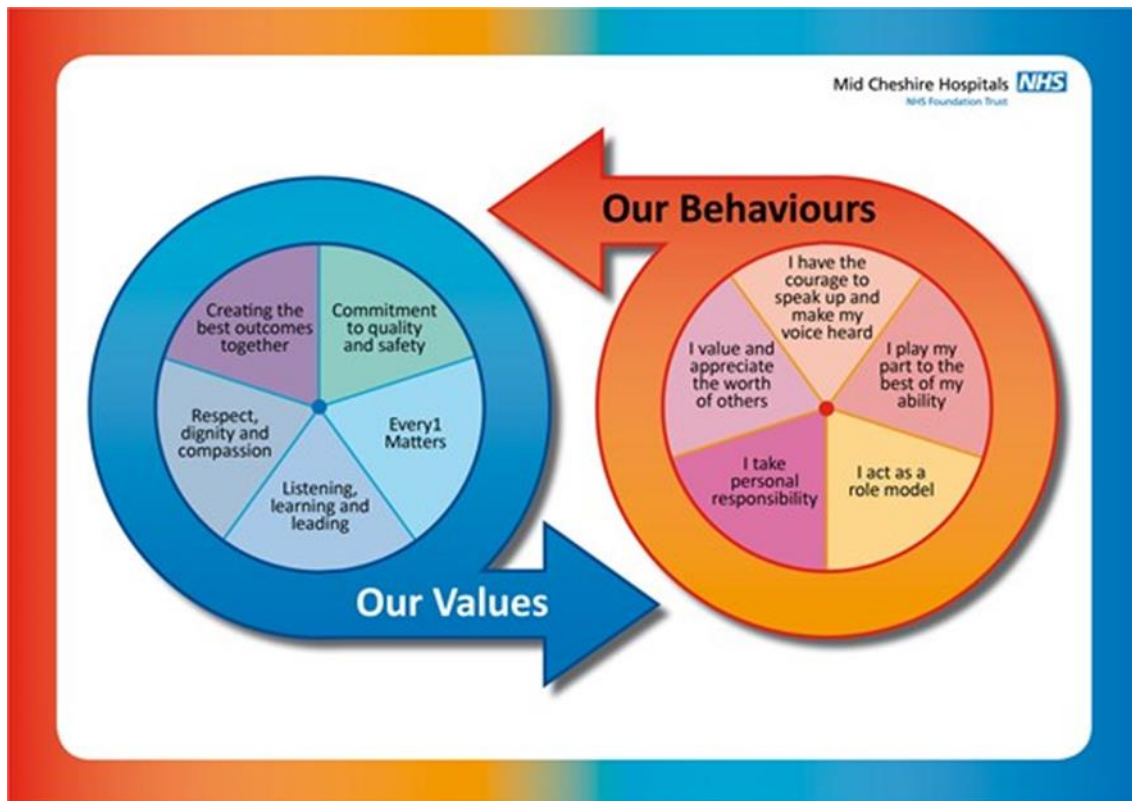 Mid Cheshire Hospitals NHS
NHS Foundation Trust
Our Behaviours
Creating the
best outcomes
together
Commitment
to quality
and safety
Every1
Matters
Listening,
learning and
leading
Respect,
dignity and
compassion
Our Values
I have the
courage to
speak up and
make my
voice heard
I play my
part to the
best of my
ability
I act as a
role model
I take
personal
responsibility
I value and
appreciate
the worth
of others